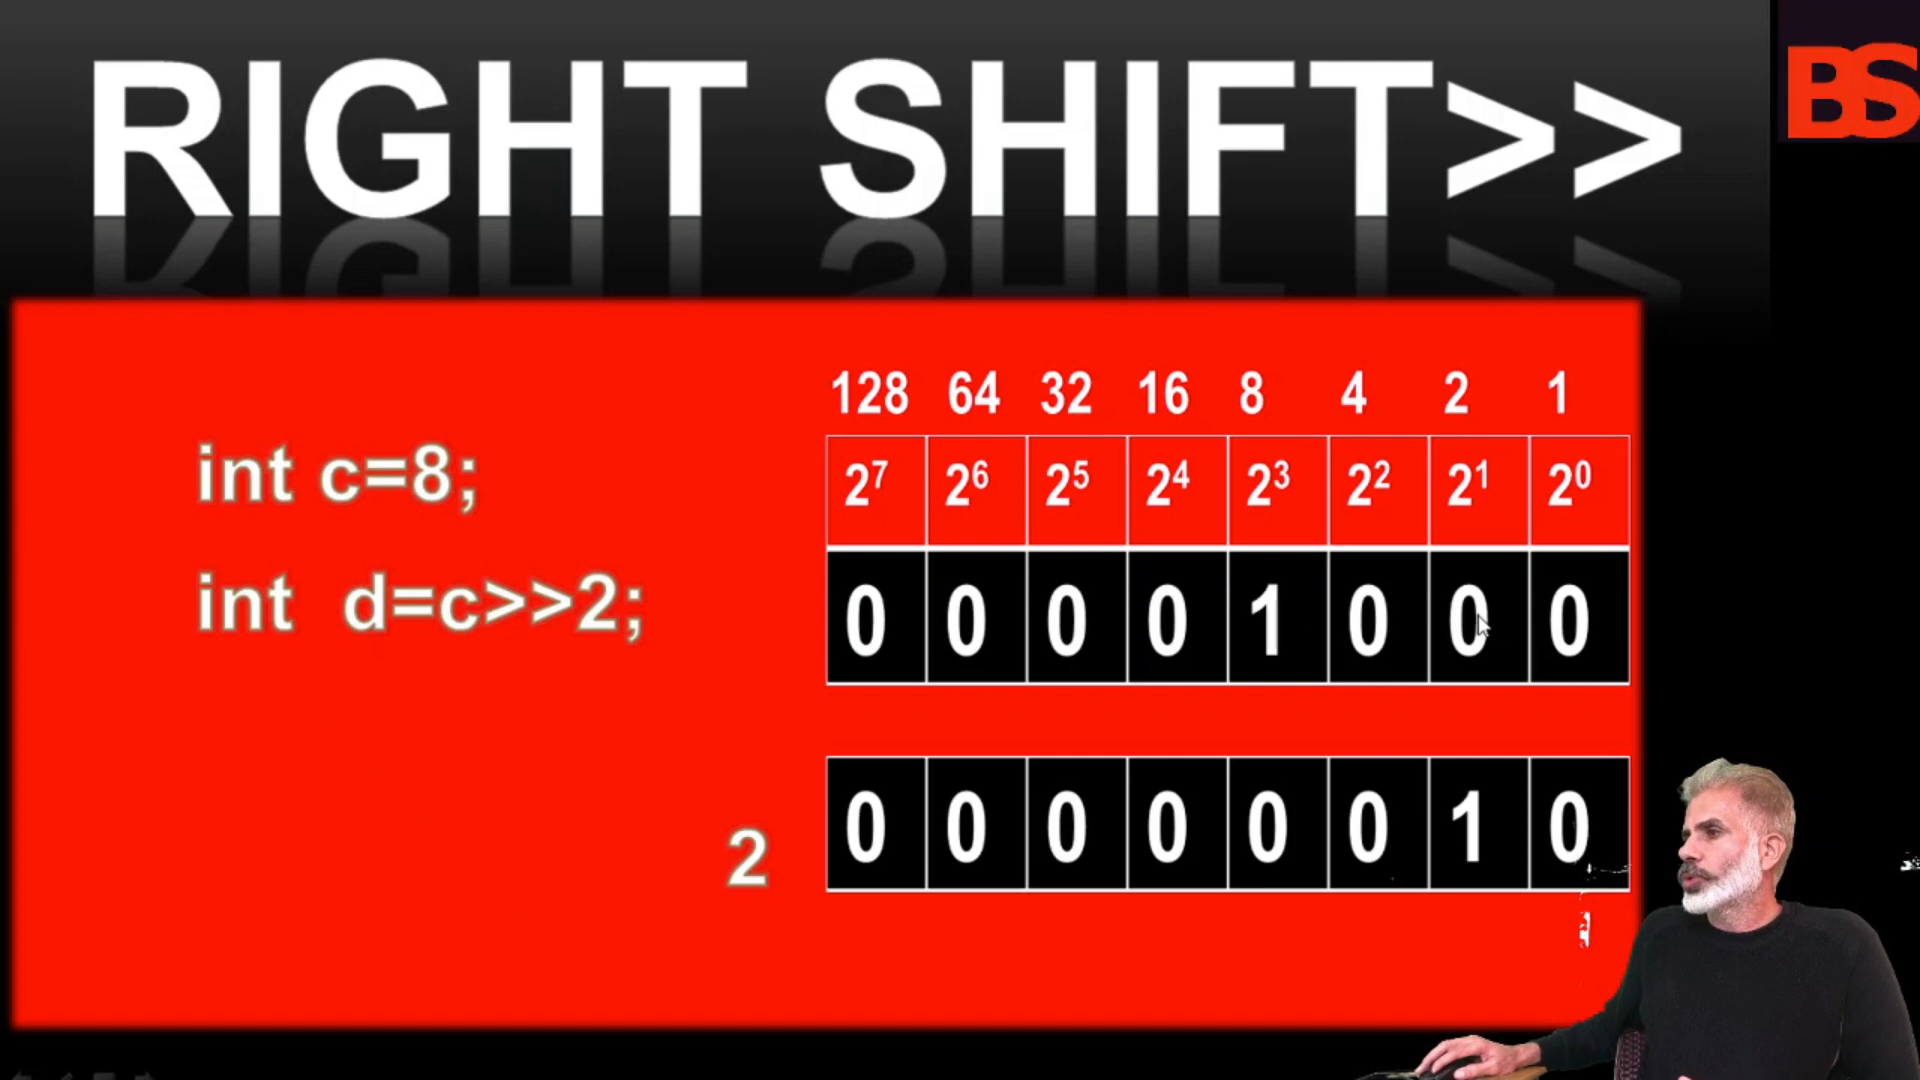 RIGHT SHIFT>>
BS
128 64 32 16 8 4 2 1
int c=8;
2⁷ 2⁶ 2⁵ 2⁴ 2³ 2² 2¹ 2⁰
int d=c>>2;
0 0 0 0 1 0 0 0
2
0 0 0 0 0 0 1 0